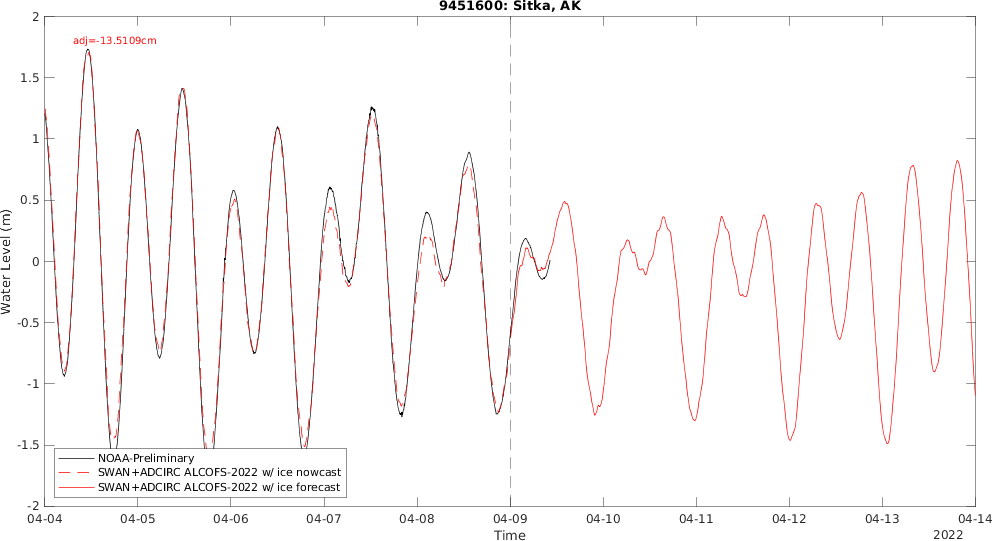 9451600: Sitka, AK
adj=-13.5109cm
2
1.5
1
0.5
0
-0.5
-1
-1.5
-2
Water Level (m)
NOAA-Preliminary
SWAN+ADCIRC ALCOFS-2022 w/ ice nowcast
SWAN+ADCIRC ALCOFS-2022 w/ ice forecast
04-04 04-05 04-06 04-07 04-08 04-09 04-10 04-11 04-12 04-13 04-14
Time
2022